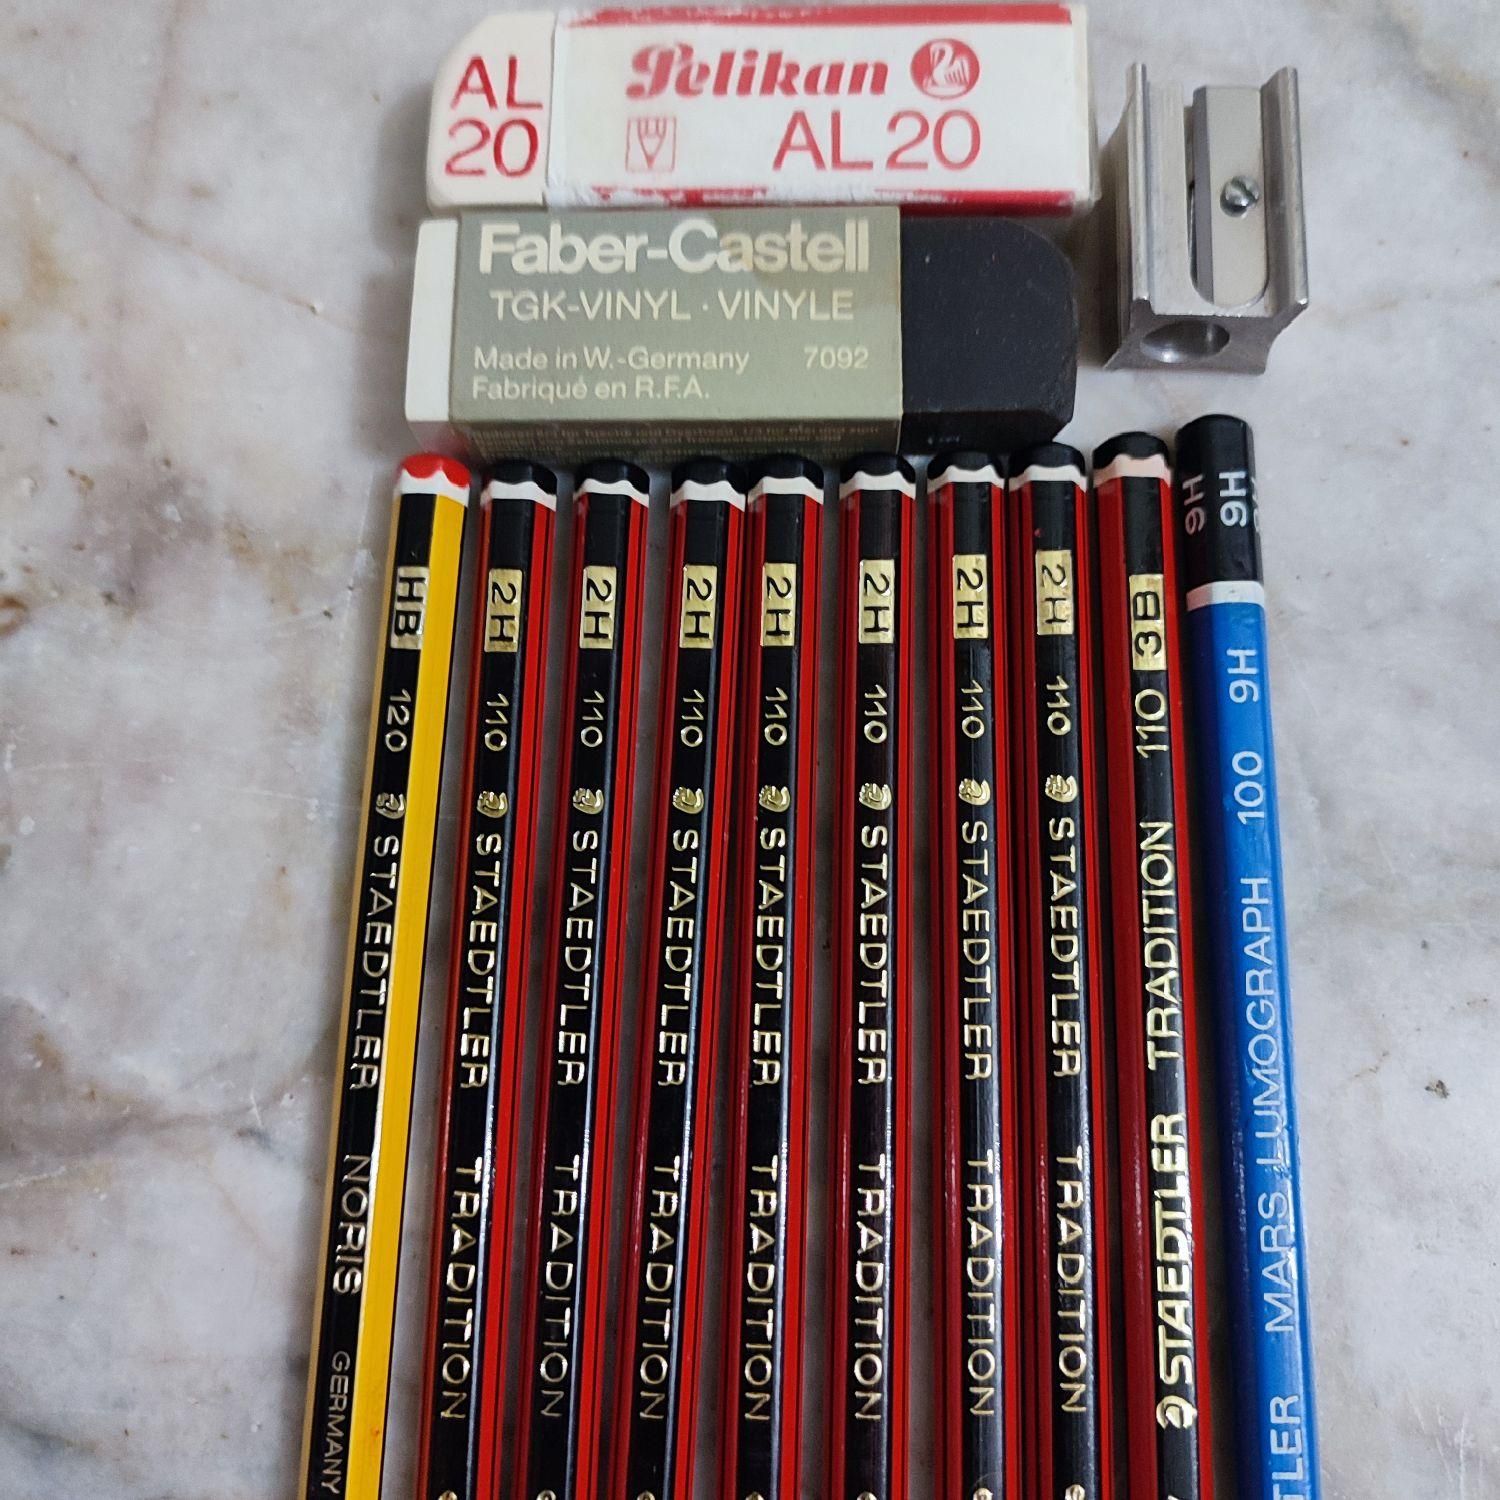 AL
20
Pelikan
AL 20
Faber-Castell
TGK-VINYL · VINYLE
Made in W.-Germany 7092
Fabriqué en R.F.A.
HB 120 STAEDTLER NORIS GERMANY
2H 110 STAEDTLER TRADITION
2H 110 STAEDTLER TRADITION
2H 110 STAEDTLER TRADITION
2H 110 STAEDTLER TRADITION
2H 110 STAEDTLER TRADITION
2H 110 STAEDTLER TRADITION
2H 110 STAEDTLER TRADITION
STAEDTLER TRADITION 110 3B
9H
TLER MARS LUMOGRAPH 100 9H 9H